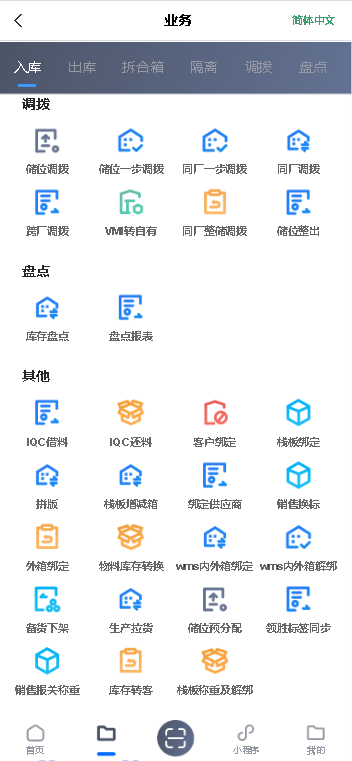 业务 简体中文
入库 出库 拆合箱 隔离 调拨 盘点
调拨
储位调拨 储位一步调拨 同厂一步调拨 同厂调拨
跨厂调拨 VMI转自有 同厂整储调拨 储位整出
盘点
库存盘点 盘点报表
其他
IQC借料 IQC还料 客户绑定 栈板绑定
拼版 栈板增减箱 绑定供应商 销售换标
外箱绑定 物料库存转换 wms内外箱绑定 wms内外箱解绑
备货下架 生产拉货 储位预分配 领胜标签同步
销售报关称重 库存转客 栈板称重及解绑
首页 小程序 我的